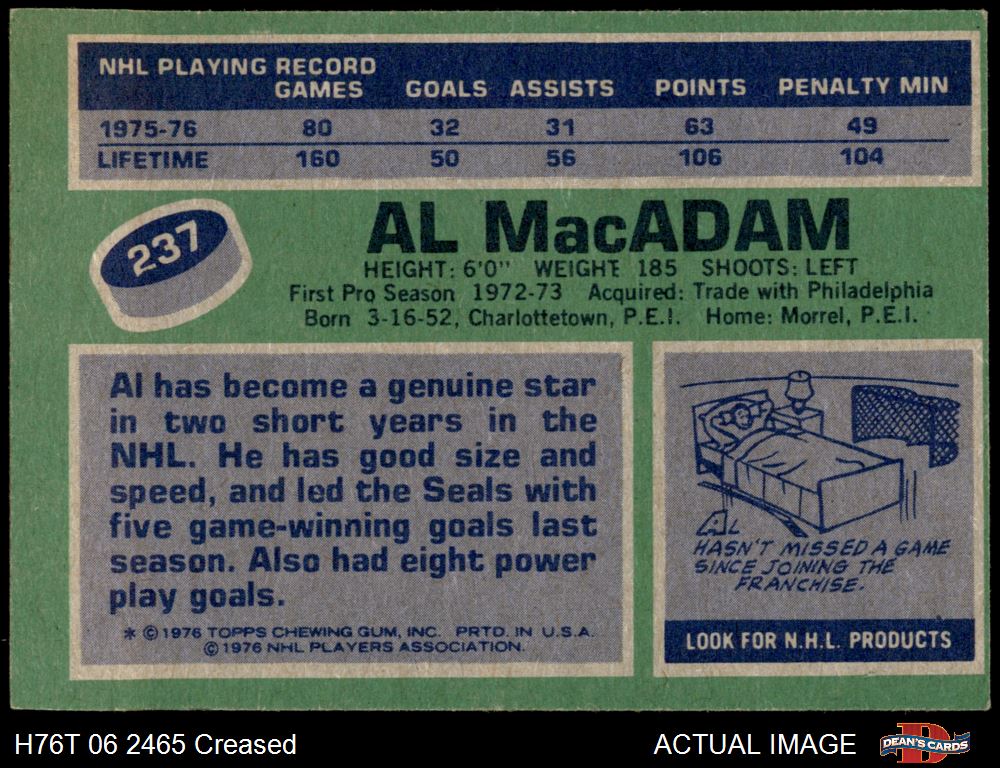 NHL PLAYING RECORD
GAMES GOALS ASSISTS POINTS PENALTY MIN
1975-76 80 32 31 63 49
LIFETIME 160 50 56 106 104
237
AL MacADAM
HEIGHT: 6'0" WEIGHT 185 SHOOTS: LEFT
First Pro Season 1972-73 Acquired: Trade with Philadelphia
Born 3-16-52, Charlottetown, P.E.I. Home: Morrel, P.E.I.
Al has become a genuine star
in two short years in the
NHL. He has good size and
speed, and led the Seals with
five game-winning goals last
season. Also had eight power
play goals.
* ©1976 TOPPS CHEWING GUM, INC. PRTD. IN U.S.A.
©1976 NHL PLAYERS ASSOCIATION.
AL
HASN'T MISSED A GAME
SINCE JOINING THE
FRANCHISE.
LOOK FOR N.H.L. PRODUCTS
H76T 06 2465 Creased
ACTUAL IMAGE
D
DEAN'S CARDS